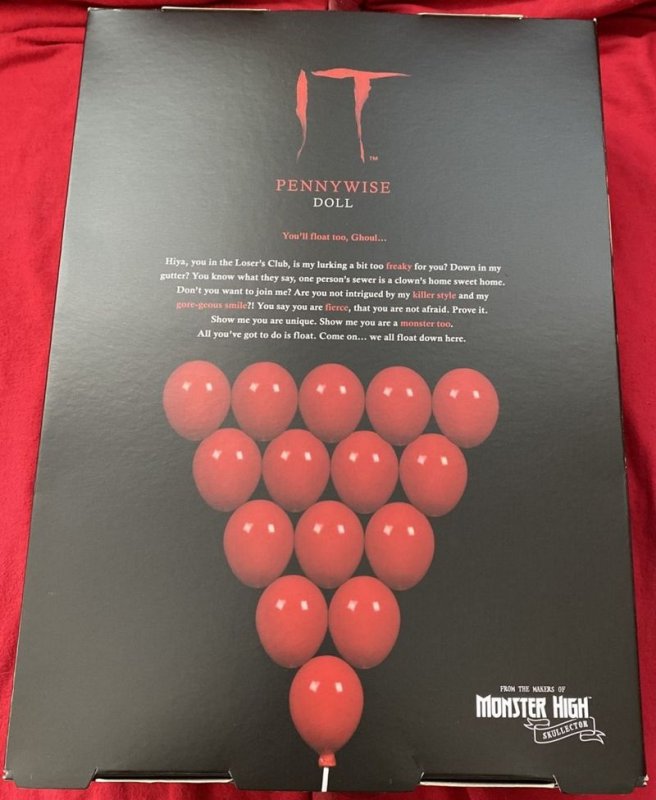 IT™
PENNYWISE
DOLL
You'll float too, Ghoul...
Hiya, you in the Loser's Club, is my lurking a bit too freaky for you? Down in my
gutter? You know what they say, one person's sewer is a clown's home sweet home.
Don't you want to join me? Are you not intrigued by my killer style and my
gore-geous smile?! You say you are fierce, that you are not afraid. Prove it.
Show me you are unique. Show me you are a monster too.
All you've got to do is float. Come on... we all float down here.
FROM THE MAKERS OF
MONSTER HIGH™
SKULLECTOR